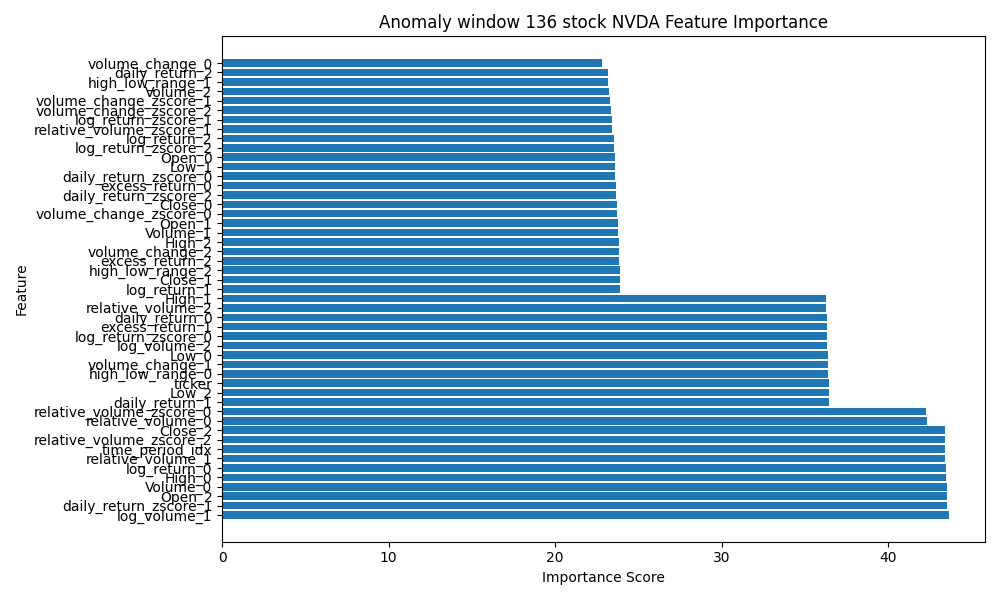 Anomaly window 136 stock NVDA Feature Importance
volume_change_0
daily_return_2
high_low_range_1
Volume_2
volume_change_zscore_1
volume_change_zscore_2
log_return_zscore_1
relative_volume_zscore_1
log_return_2
log_return_zscore_2
Open_0
Low_1
daily_return_zscore_0
excess_return_0
daily_return_zscore_2
Close_0
volume_change_zscore_0
Open_1
Volume_1
High_2
volume_change_2
excess_return_2
high_low_range_2
Close_1
log_return_1
High_1
relative_volume_2
daily_return_0
excess_return_1
log_return_zscore_0
log_volume_2
Low_0
volume_change_1
high_low_range_0
ticker
Low_2
daily_return_1
relative_volume_zscore_0
relative_volume_0
Close_2
relative_volume_zscore_2
time_period_idx
relative_volume_1
log_return_0
High_0
Volume_0
Open_2
daily_return_zscore_1
log_volume_1
Feature
0 10 20 30 40
Importance Score